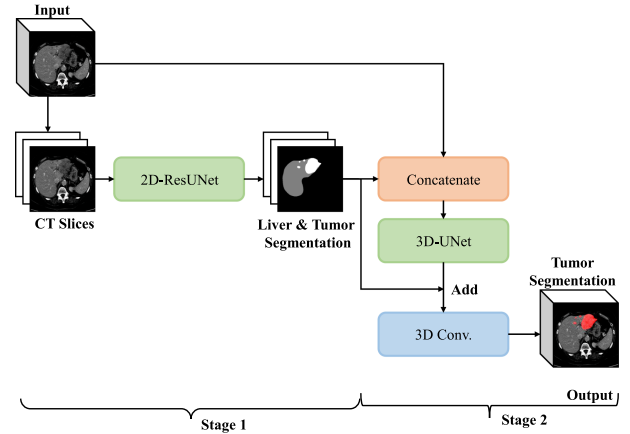 Input
CT Slices
2D-ResUNet
Liver & Tumor
Segmentation
Concatenate
3D-UNet
Add
3D Conv.
Tumor
Segmentation
Output
Stage 1
Stage 2